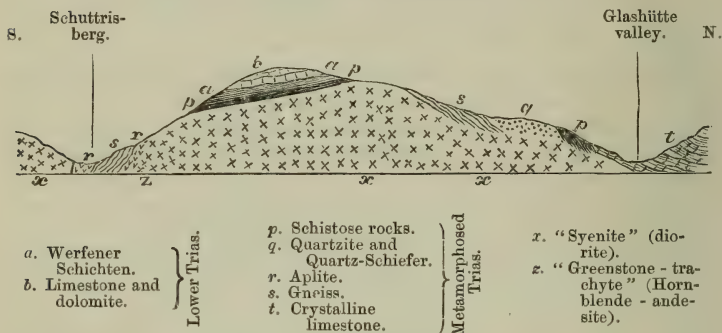 Schuttris-
berg.
Glashütte
valley.
S.
N.
b
a
a
p
p
s
q
p
r
s
r
t
x
z
x
x
a. Werfener
Schichten.
b. Limestone and
dolomite.
Lower Trias.
p. Schistose rocks.
q. Quartzite and
Quartz-Schiefer.
r. Aplite.
s. Gneiss.
t. Crystalline
limestone.
Metamorphosed
Trias.
x. "Syenite" (dio-
rite).
z. "Greenstone - tra-
chyte" (Horn-
blende - ande-
site).